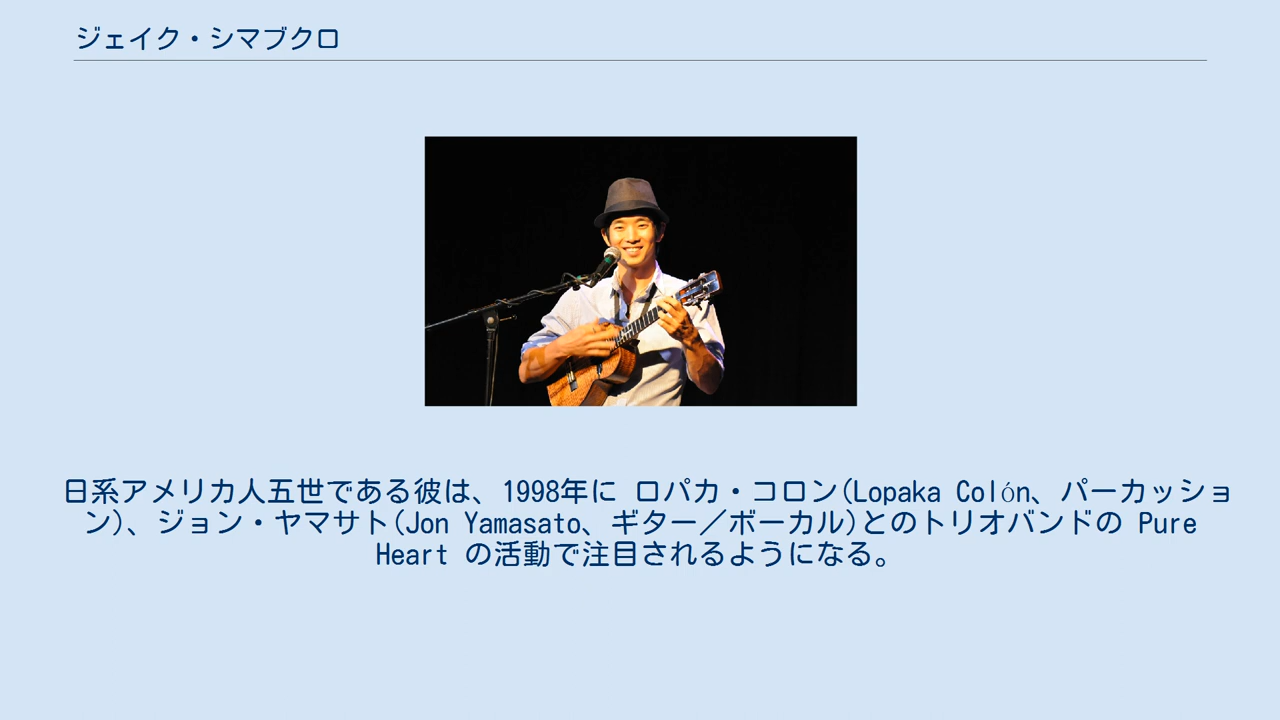 ジェイク・シマブクロ
日系アメリカ人五世である彼は、1998年に ロパカ・コロン(Lopaka Colón、パーカッショ
ン)、ジョン・ヤマサト(Jon Yamasato、ギター／ボーカル)とのトリオバンドの Pure
Heart の活動で注目されるようになる。